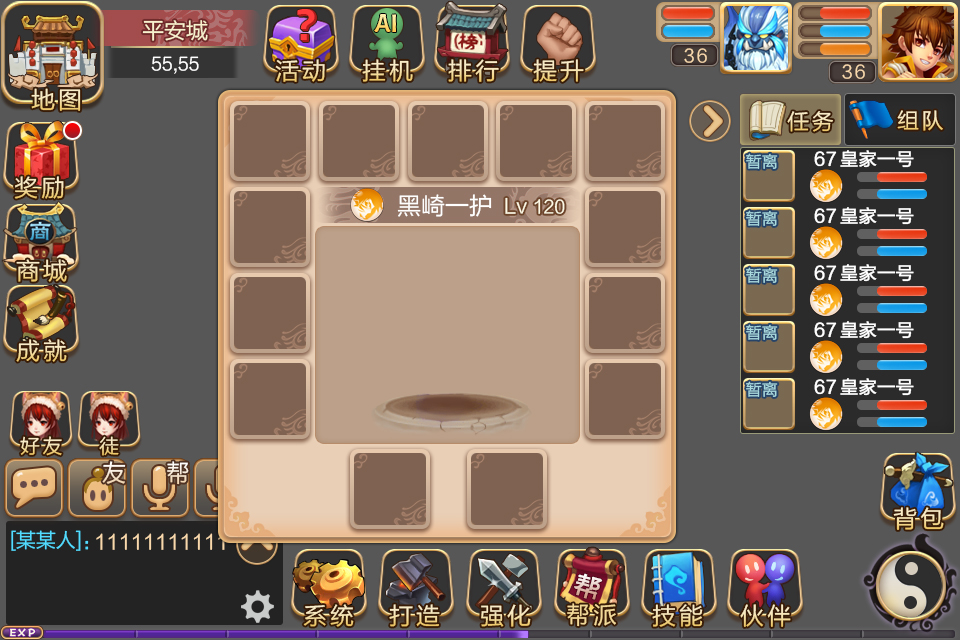 平安城
55,55
地图
活动
AI
挂机
榜
排行
提升
36
36
奖励
商
商城
成就
任务
组队
黑崎一护 Lv 120
暂离
67 皇家一号
暂离
67 皇家一号
暂离
67 皇家一号
暂离
67 皇家一号
暂离
67 皇家一号
好友
徒
友
帮
[某某人]: 11111111111
背包
系统
打造
强化
帮
帮派
技能
伙伴
EXP